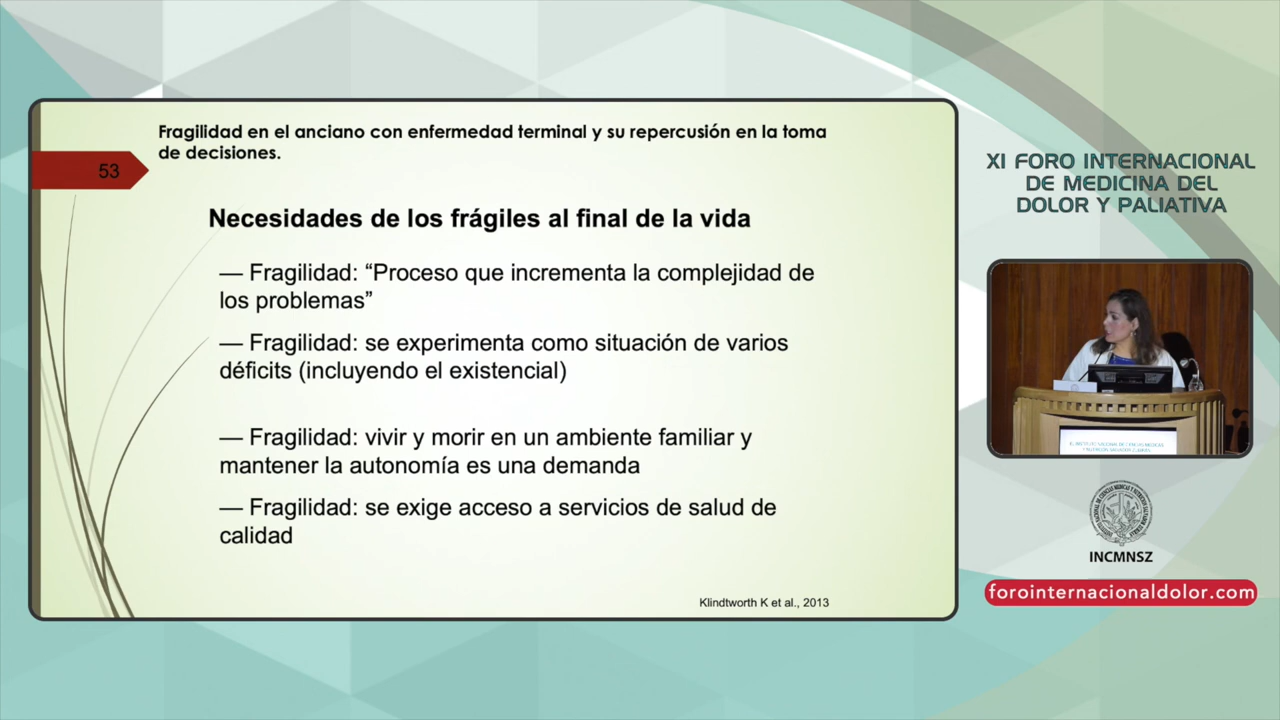 Fragilidad en el anciano con enfermedad terminal y su repercusión en la toma
de decisiones.
53
Necesidades de los frágiles al final de la vida
— Fragilidad: “Proceso que incrementa la complejidad de
los problemas”
— Fragilidad: se experimenta como situación de varios
déficits (incluyendo el existencial)
— Fragilidad: vivir y morir en un ambiente familiar y
mantener la autonomía es una demanda
— Fragilidad: se exige acceso a servicios de salud de
calidad
Klindtworth K et al., 2013
XI FORO INTERNACIONAL
DE MEDICINA DEL
DOLOR Y PALIATIVA
INCMNSZ
forointernacionaldolor.com